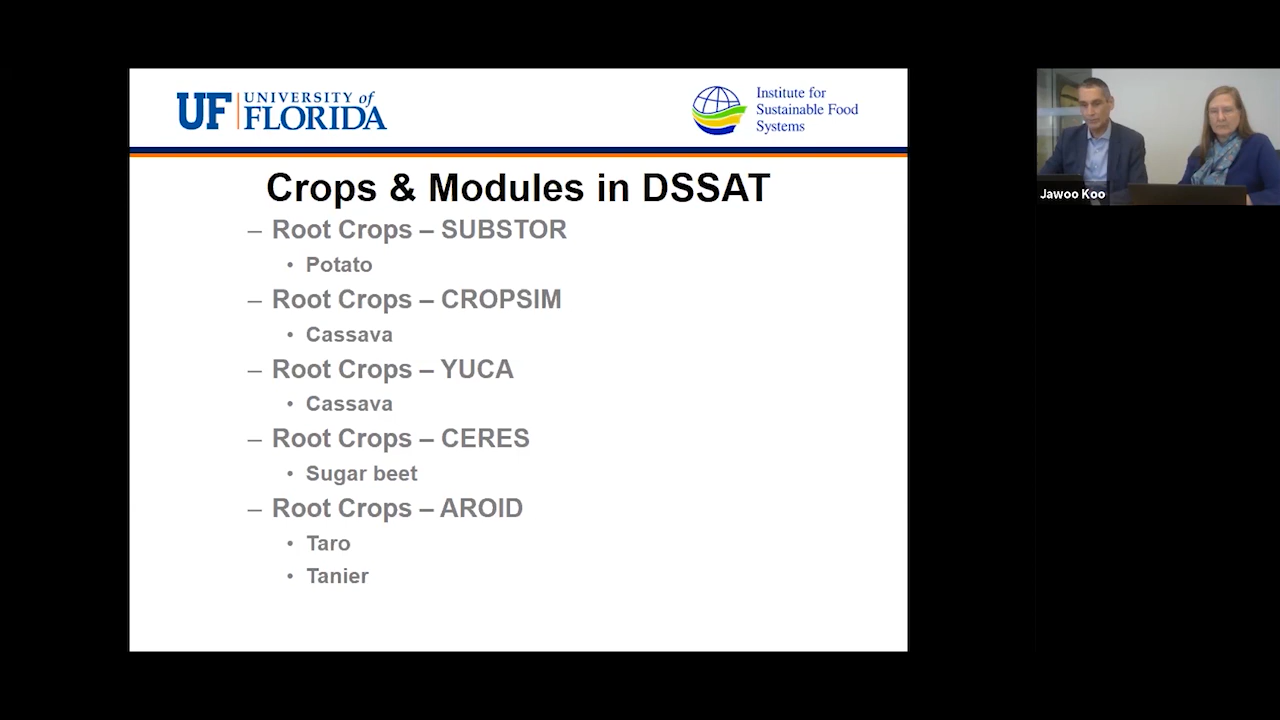 UF UNIVERSITY of
FLORIDA
Institute for
Sustainable Food
Systems
Crops & Modules in DSSAT
– Root Crops – SUBSTOR
• Potato
– Root Crops – CROPSIM
• Cassava
– Root Crops – YUCA
• Cassava
– Root Crops – CERES
• Sugar beet
– Root Crops – AROID
• Taro
• Tanier
Jawoo Koo